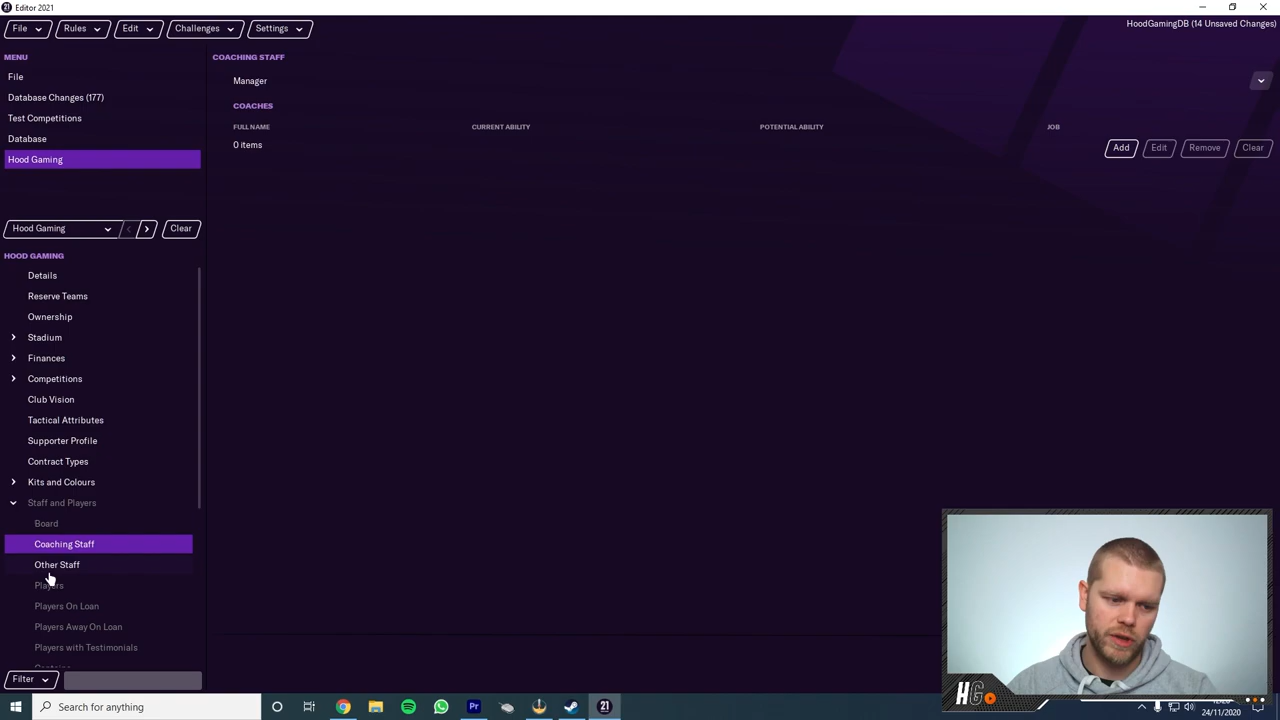 21 Editor 2021
File Rules Edit Challenges Settings
HoodGamingDB (14 Unsaved Changes)
MENU
File
Database Changes (177)
Test Competitions
Database
Hood Gaming
Hood Gaming Clear
HOOD GAMING
Details
Reserve Teams
Ownership
Stadium
Finances
Competitions
Club Vision
Tactical Attributes
Supporter Profile
Contract Types
Kits and Colours
Staff and Players
Board
Coaching Staff
Other Staff
Players
Players On Loan
Players Away On Loan
Players with Testimonials
Filter
COACHING STAFF
Manager
COACHES
FULL NAME CURRENT ABILITY POTENTIAL ABILITY JOB
0 items
Add Edit Remove Clear
HG
Search for anything
Pr
21
24/11/2020